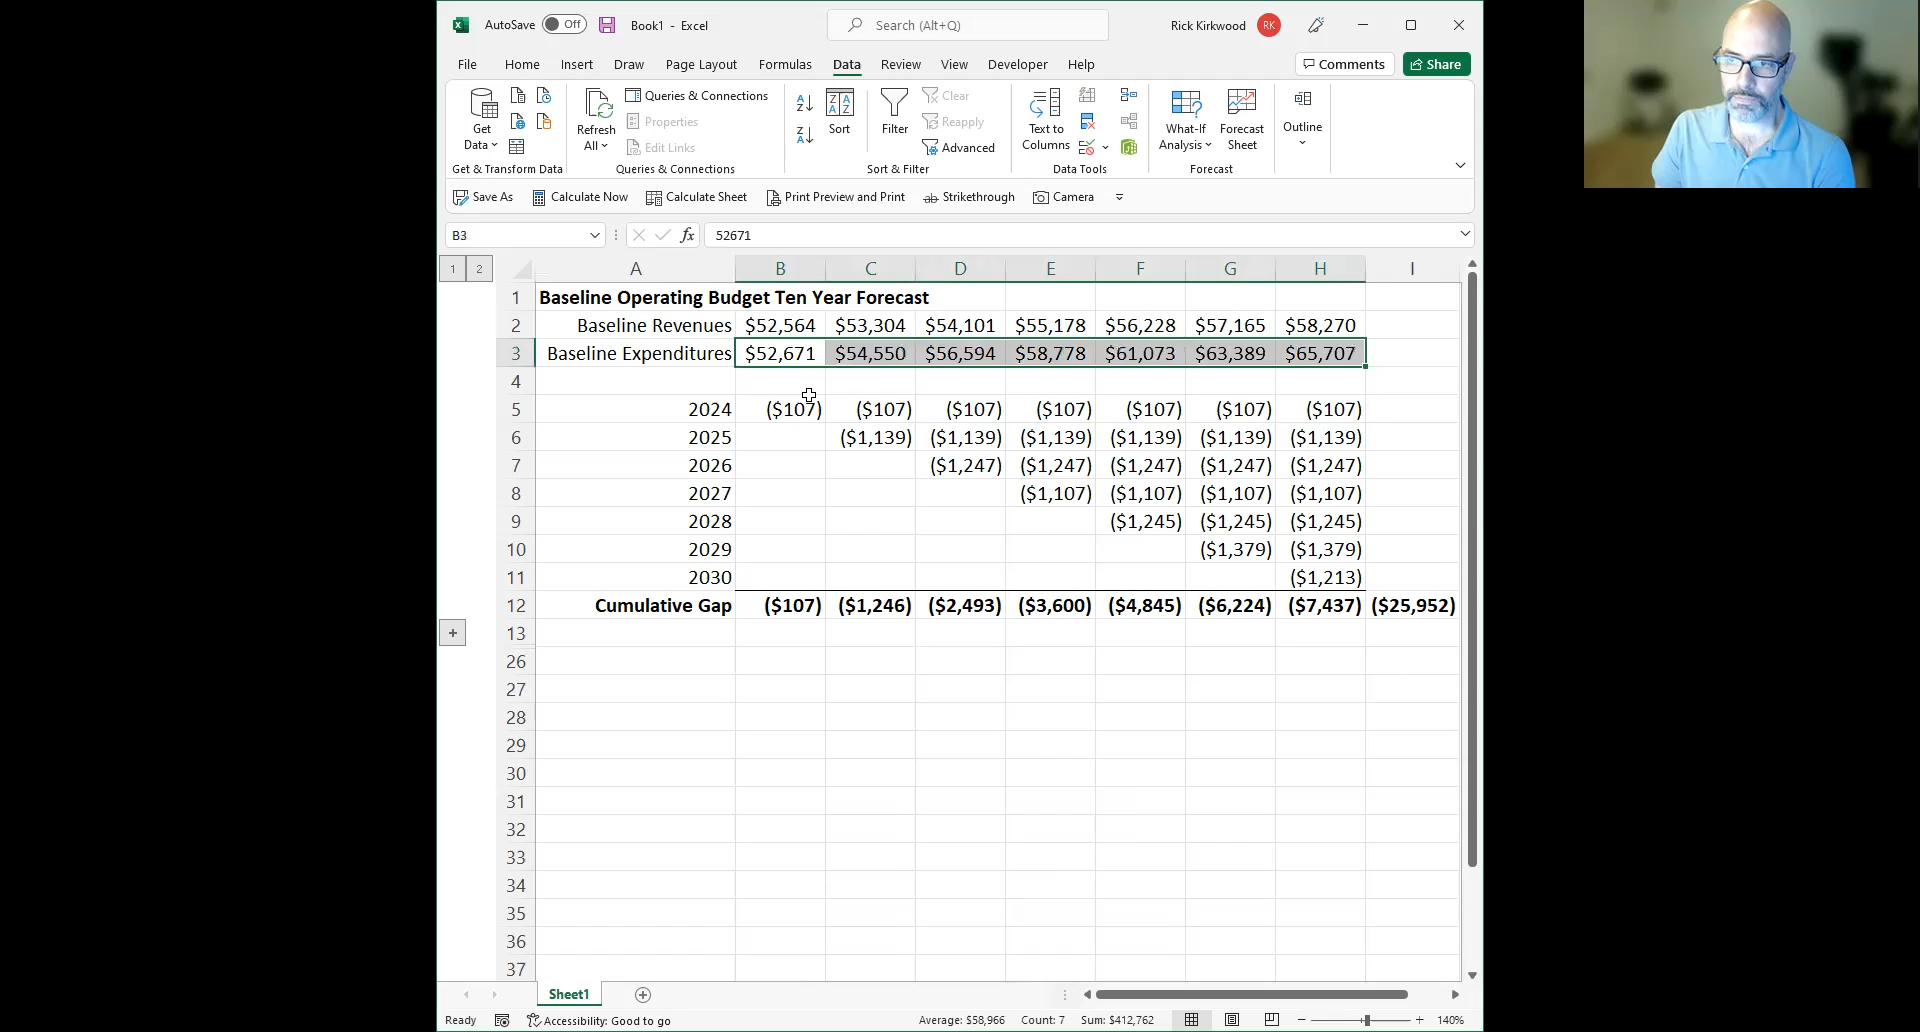 AutoSave Off Book1 - Excel Search (Alt+Q) Rick Kirkwood RK
File Home Insert Draw Page Layout Formulas Data Review View Developer Help Comments Share
Get Data Refresh All Queries & Connections Properties Edit Links Sort Filter Clear Reapply Advanced Text to Columns What-If Analysis Forecast Sheet Outline
Get & Transform Data Queries & Connections Sort & Filter Data Tools Forecast
Save As Calculate Now Calculate Sheet Print Preview and Print ab Strikethrough Camera
B3 fx 52671
1 2 A B C D E F G H I
1 Baseline Operating Budget Ten Year Forecast
2 Baseline Revenues $52,564 $53,304 $54,101 $55,178 $56,228 $57,165 $58,270
3 Baseline Expenditures $52,671 $54,550 $56,594 $58,778 $61,073 $63,389 $65,707
4
5 2024 ($107) ($107) ($107) ($107) ($107) ($107) ($107)
6 2025 ($1,139) ($1,139) ($1,139) ($1,139) ($1,139) ($1,139)
7 2026 ($1,247) ($1,247) ($1,247) ($1,247) ($1,247)
8 2027 ($1,107) ($1,107) ($1,107) ($1,107)
9 2028 ($1,245) ($1,245) ($1,245)
10 2029 ($1,379) ($1,379)
11 2030 ($1,213)
12 Cumulative Gap ($107) ($1,246) ($2,493) ($3,600) ($4,845) ($6,224) ($7,437) ($25,952)
13
26
27
28
29
30
31
32
33
34
35
36
37
Sheet1
Ready Accessibility: Good to go Average: $58,966 Count: 7 Sum: $412,762 140%